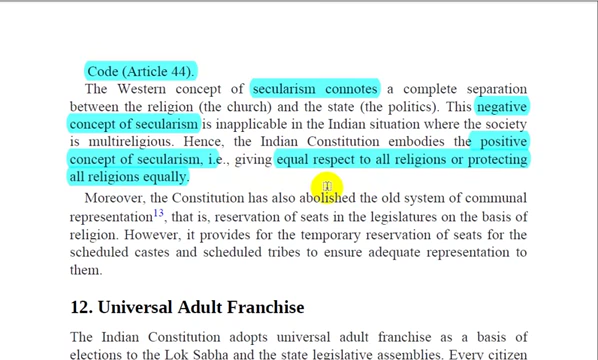 Code (Article 44).
The Western concept of secularism connotes a complete separation
between the religion (the church) and the state (the politics). This negative
concept of secularism is inapplicable in the Indian situation where the society
is multireligious. Hence, the Indian Constitution embodies the positive
concept of secularism, i.e., giving equal respect to all religions or protecting
all religions equally.
Moreover, the Constitution has also abolished the old system of communal
representation13, that is, reservation of seats in the legislatures on the basis of
religion. However, it provides for the temporary reservation of seats for the
scheduled castes and scheduled tribes to ensure adequate representation to
them.
12. Universal Adult Franchise
The Indian Constitution adopts universal adult franchise as a basis of
elections to the Lok Sabha and the state legislative assemblies. Every citizen